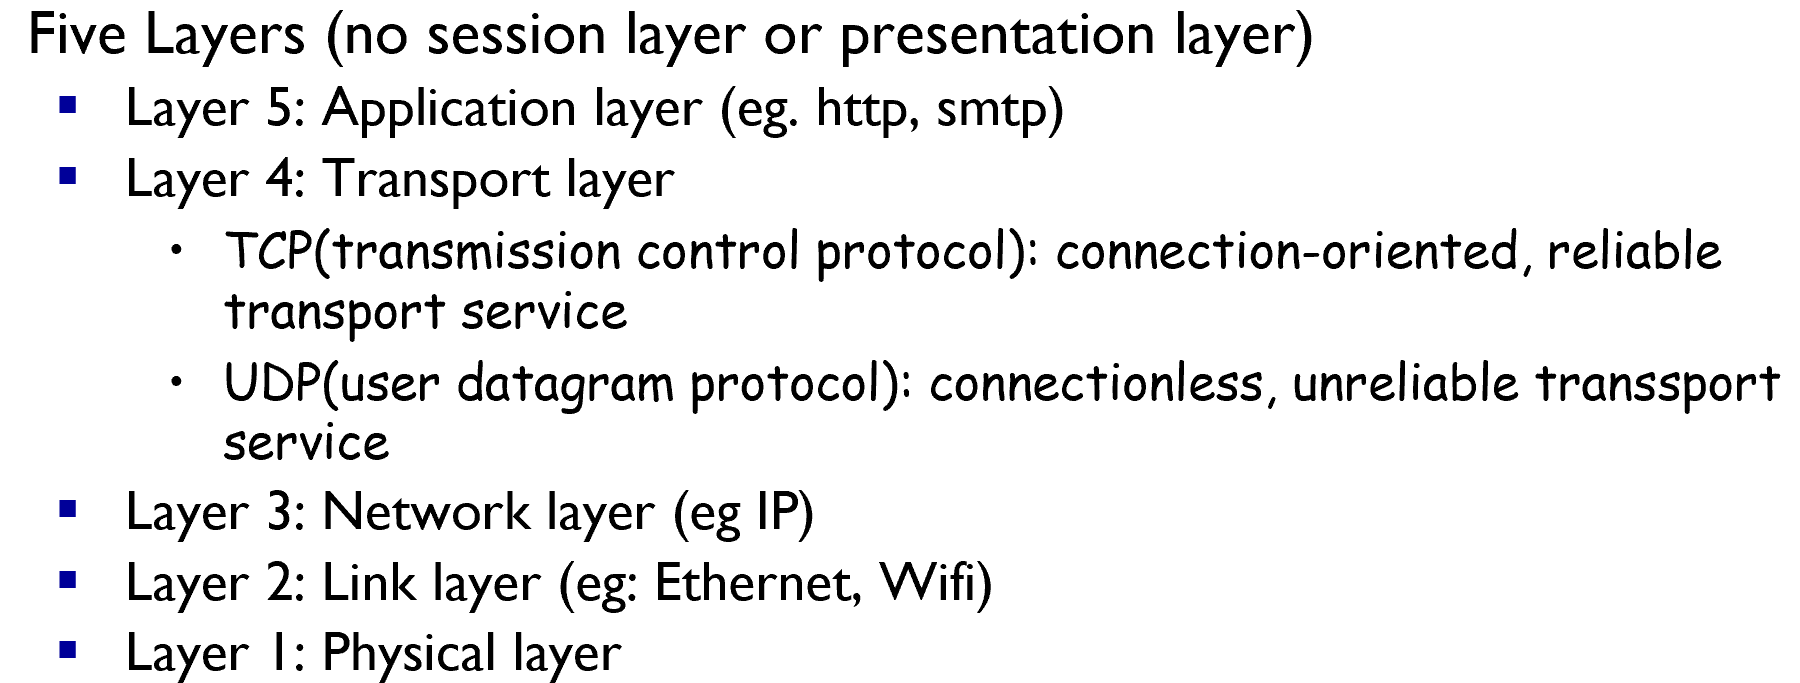 Five Layers (no session layer or presentation layer)
▪ Layer 5: Application layer (eg. http, smtp)
▪ Layer 4: Transport layer
• TCP(transmission control protocol): connection-oriented, reliable
transport service
• UDP(user datagram protocol): connectionless, unreliable transsport
service
▪ Layer 3: Network layer (eg IP)
▪ Layer 2: Link layer (eg: Ethernet, Wifi)
▪ Layer 1: Physical layer